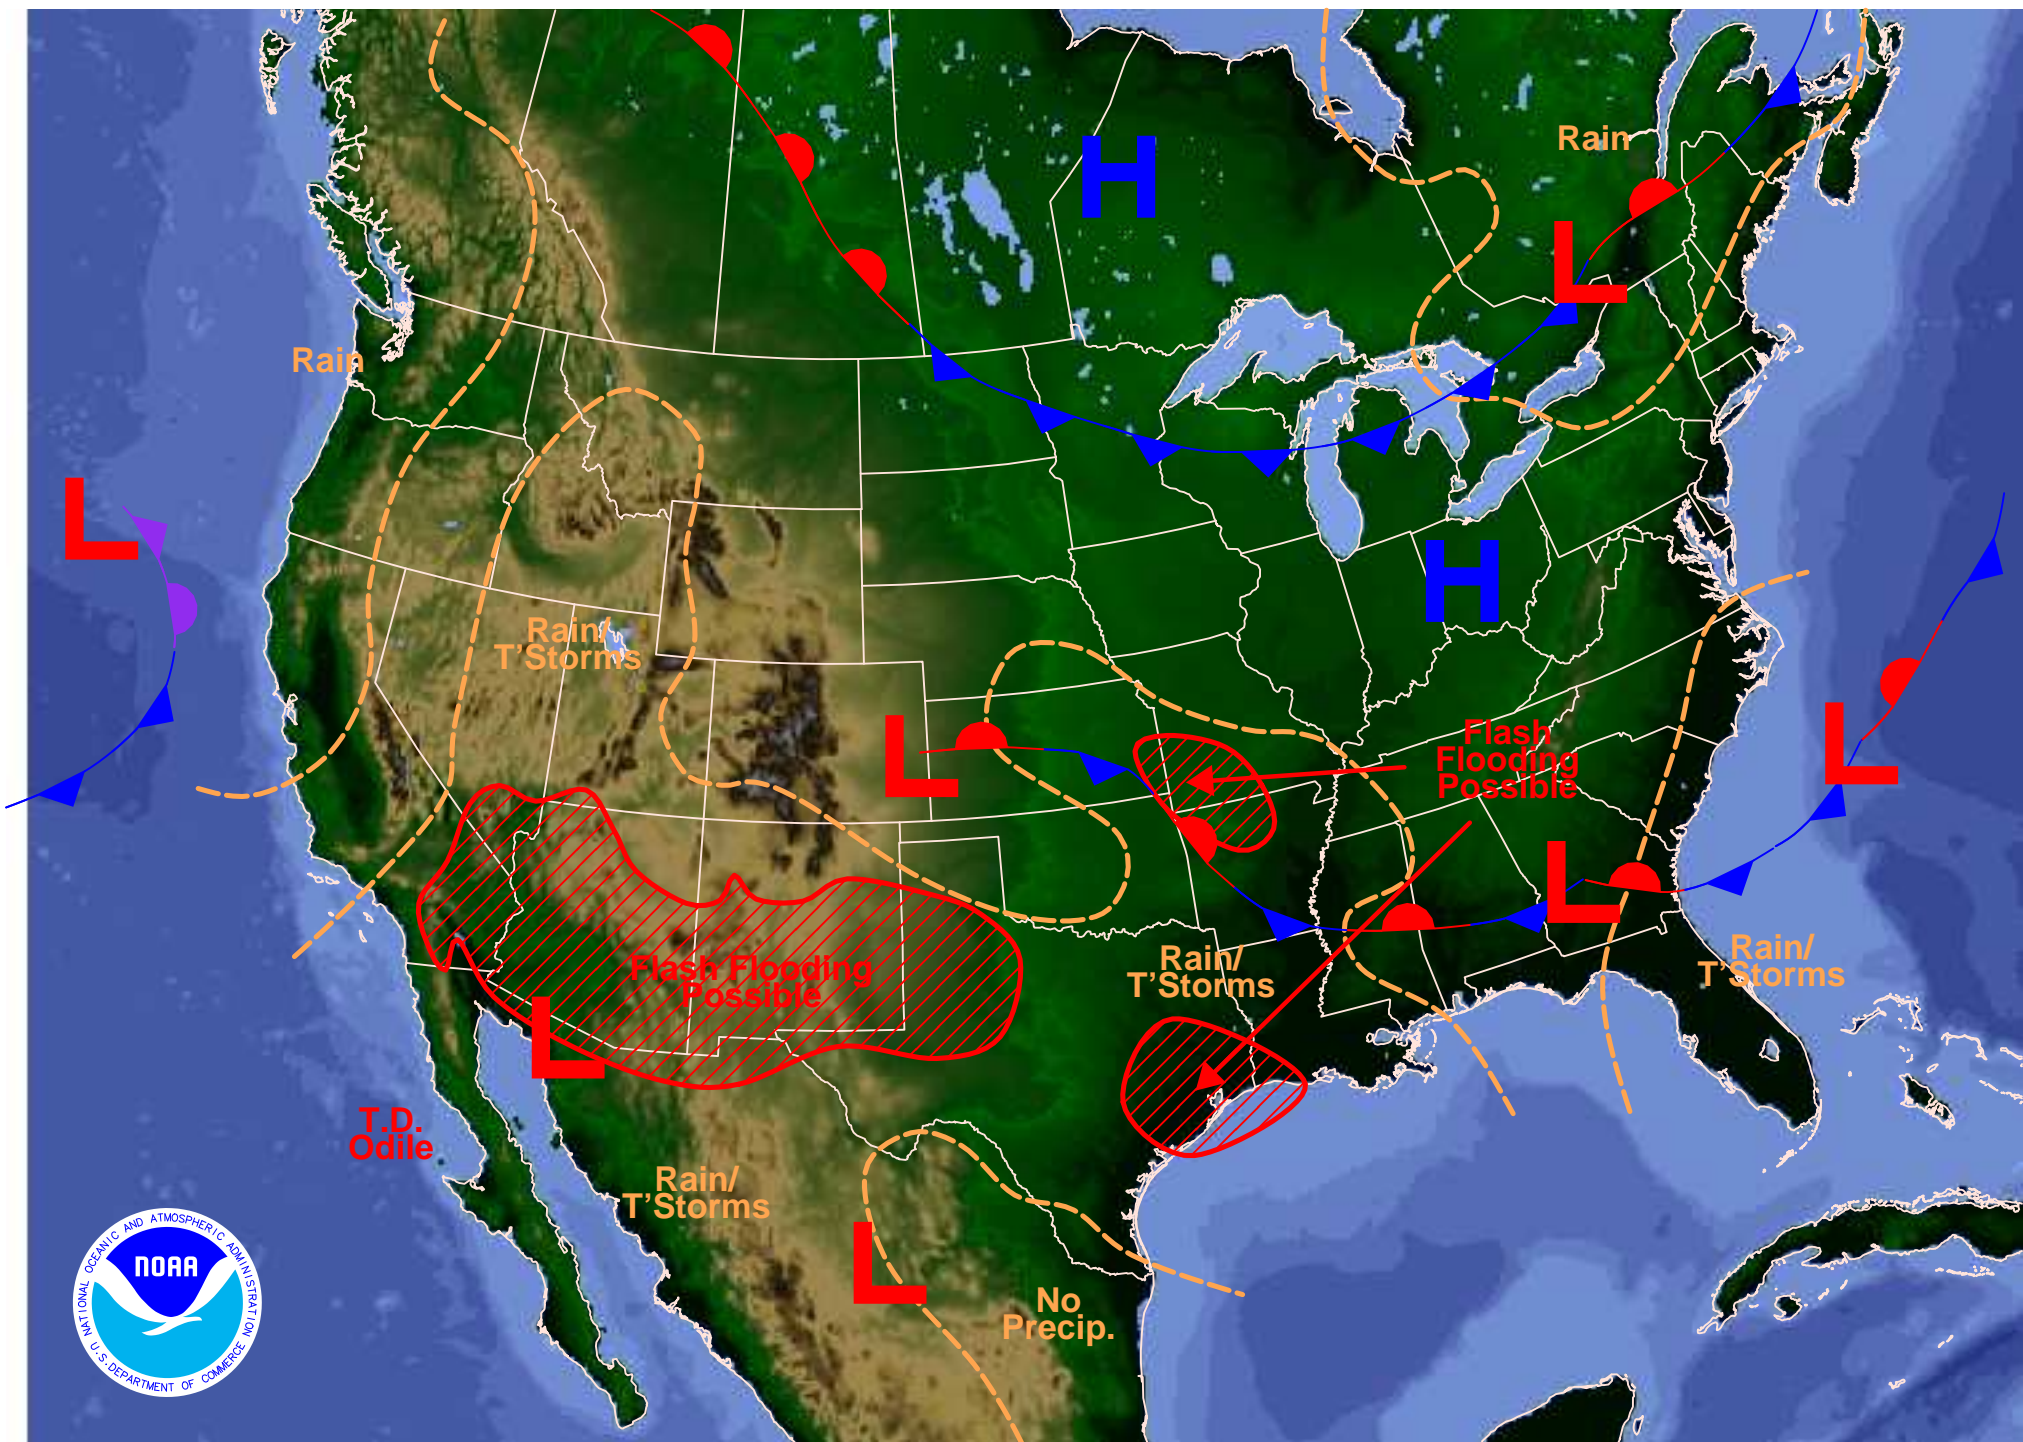 Rain
H
L
Rain
L
H
Rain/
T'Storms
L
L
Flash
Flooding
Possible
L
Rain/
T'Storms
Rain/
T'Storms
Flash Flooding
Possible
L
T.D.
Odile
Rain/
T'Storms
L
No
Precip.
NATIONAL OCEANIC AND ATMOSPHERIC ADMINISTRATION
NOAA
U.S. DEPARTMENT OF COMMERCE